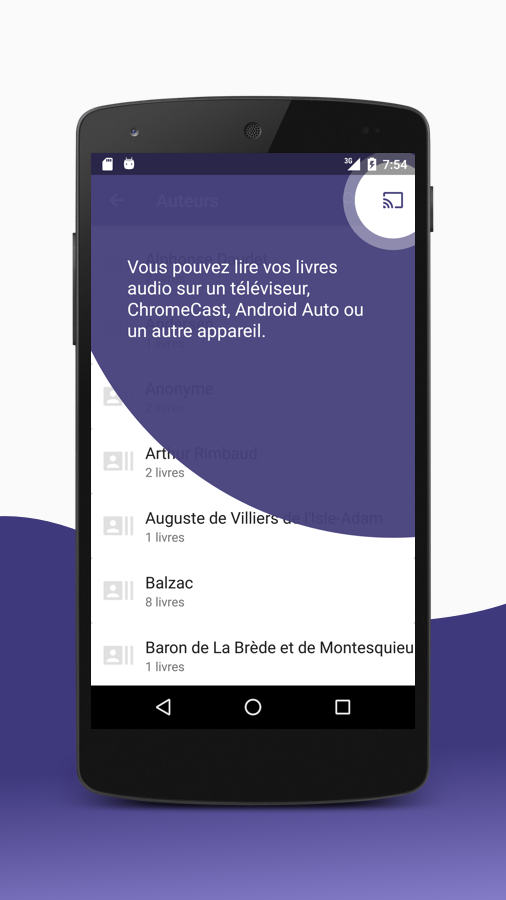 3G 7:54
Auteurs
Alphonse Daudet
Vous pouvez lire vos livres
audio sur un téléviseur,
ChromeCast, Android Auto ou
un autre appareil.
Anonyme
2 livres
Arthur Rimbaud
2 livres
Auguste de Villiers de l'Isle-Adam
1 livres
Balzac
8 livres
Baron de La Brède et de Montesquieu
1 livres